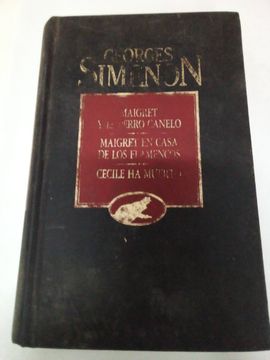 GEORGES
SIMENON
MAIGRET
Y EL PERRO CANELO
MAIGRET EN CASA
DE LOS FLAMENCOS
CECILE HA MUERTO